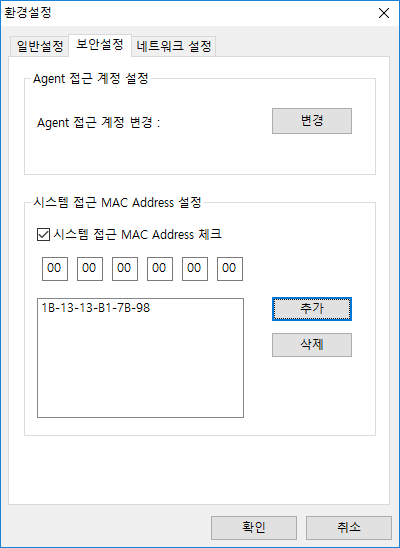 환경설정
일반설정 보안설정 네트워크 설정
Agent 접근 계정 설정
Agent 접근 계정 변경 : 변경
시스템 접근 MAC Address 설정
시스템 접근 MAC Address 체크
00 00 00 00 00 00
1B-13-13-B1-7B-98
추가
삭제
확인 취소